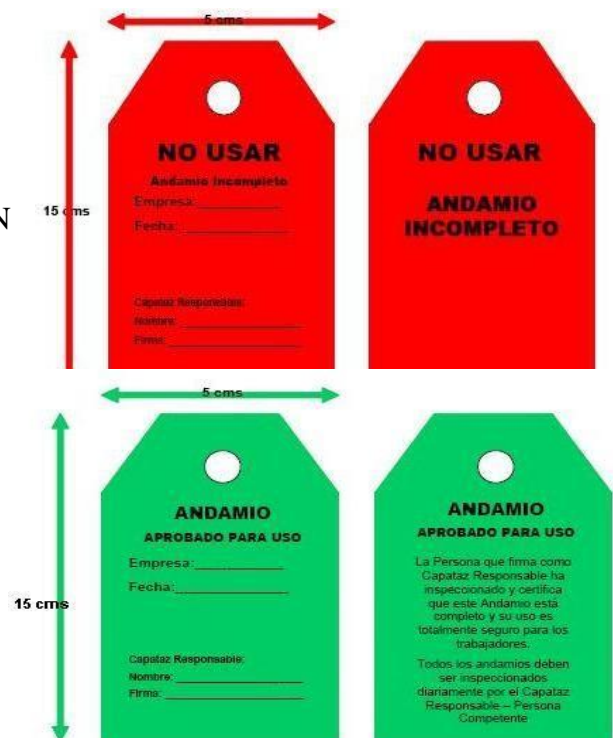 5 cms
15 cms
N
NO USAR
Andamio Incompleto
Empresa:
Fecha:
Capataz Responsable:
Nombre:
Firma:
NO USAR
ANDAMIO
INCOMPLETO
5 cms
15 cms
ANDAMIO
APROBADO PARA USO
Empresa:
Fecha:
Capataz Responsable:
Nombre:
Firma:
ANDAMIO
APROBADO PARA USO
La Persona que firma como
Capataz Responsable ha
inspeccionado y certifica
que este Andamio está
completo y su uso es
totalmente seguro para los
trabajadores.
Todos los andamios deben
ser inspeccionados
diariamente por el Capataz
Responsable – Persona
Competente